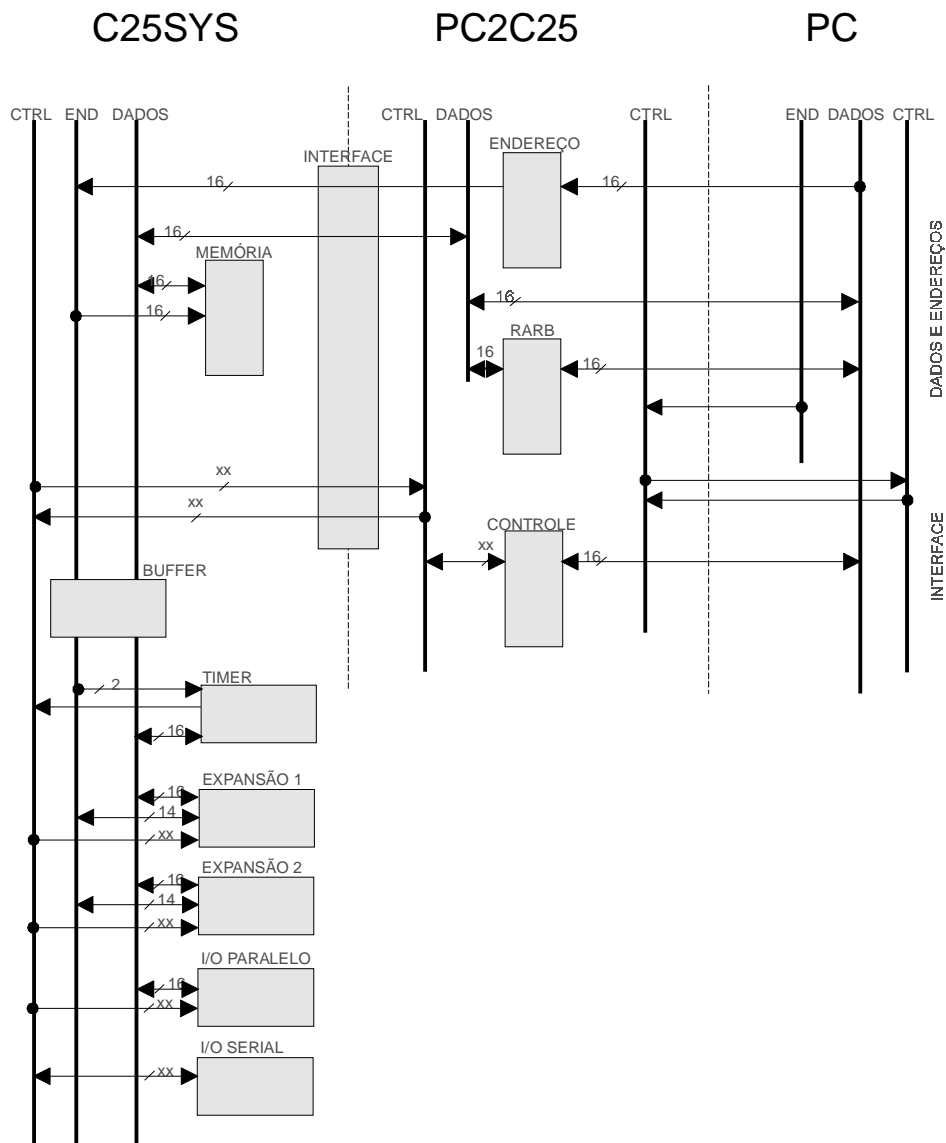 C25SYS PC2C25 PC
CTRL END DADOS CTRL DADOS CTRL END DADOS CTRL
ENDEREÇO
INTERFACE
16 16
16
MEMÓRIA
16
16
16
RARB
16 16
DADOS E ENDEREÇOS
xx
xx
CONTROLE
xx 16
INTERFACE
BUFFER
TIMER
2
16
EXPANSÃO 1
16
14
xx
EXPANSÃO 2
16
14
xx
I/O PARALELO
16
xx
I/O SERIAL
xx